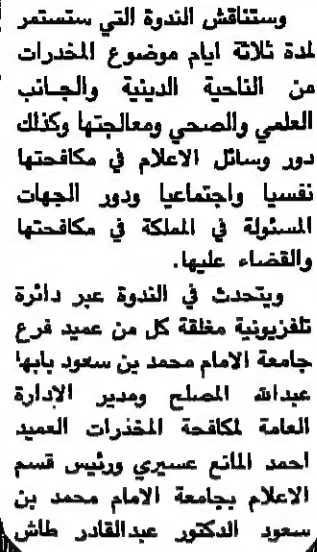 وستناقش الندوة التي ستستمر
لمدة ثلاثة ايام موضوع المخدرات
من الناحية الدينية والجانب
العلمي والصحي ومعالجتها وكذلك
دور وسائل الاعلام في مكافحتها
نفسيا واجتماعيا ودور الجهات
المسئولة في المملكة في مكافحتها
والقضاء عليها.
ويتحدث في الندوة عبر دائرة
تلفزيونية مغلقة كل من عميد فرع
جامعة الامام محمد بن سعود بابها
عبدالله المصلح ومدير الادارة
العامة لمكافحة المخدرات العميد
احمد المانع عسيري ورئيس قسم
الاعلام بجامعة الامام محمد بن
سعود الدكتور عبدالقادر طاش